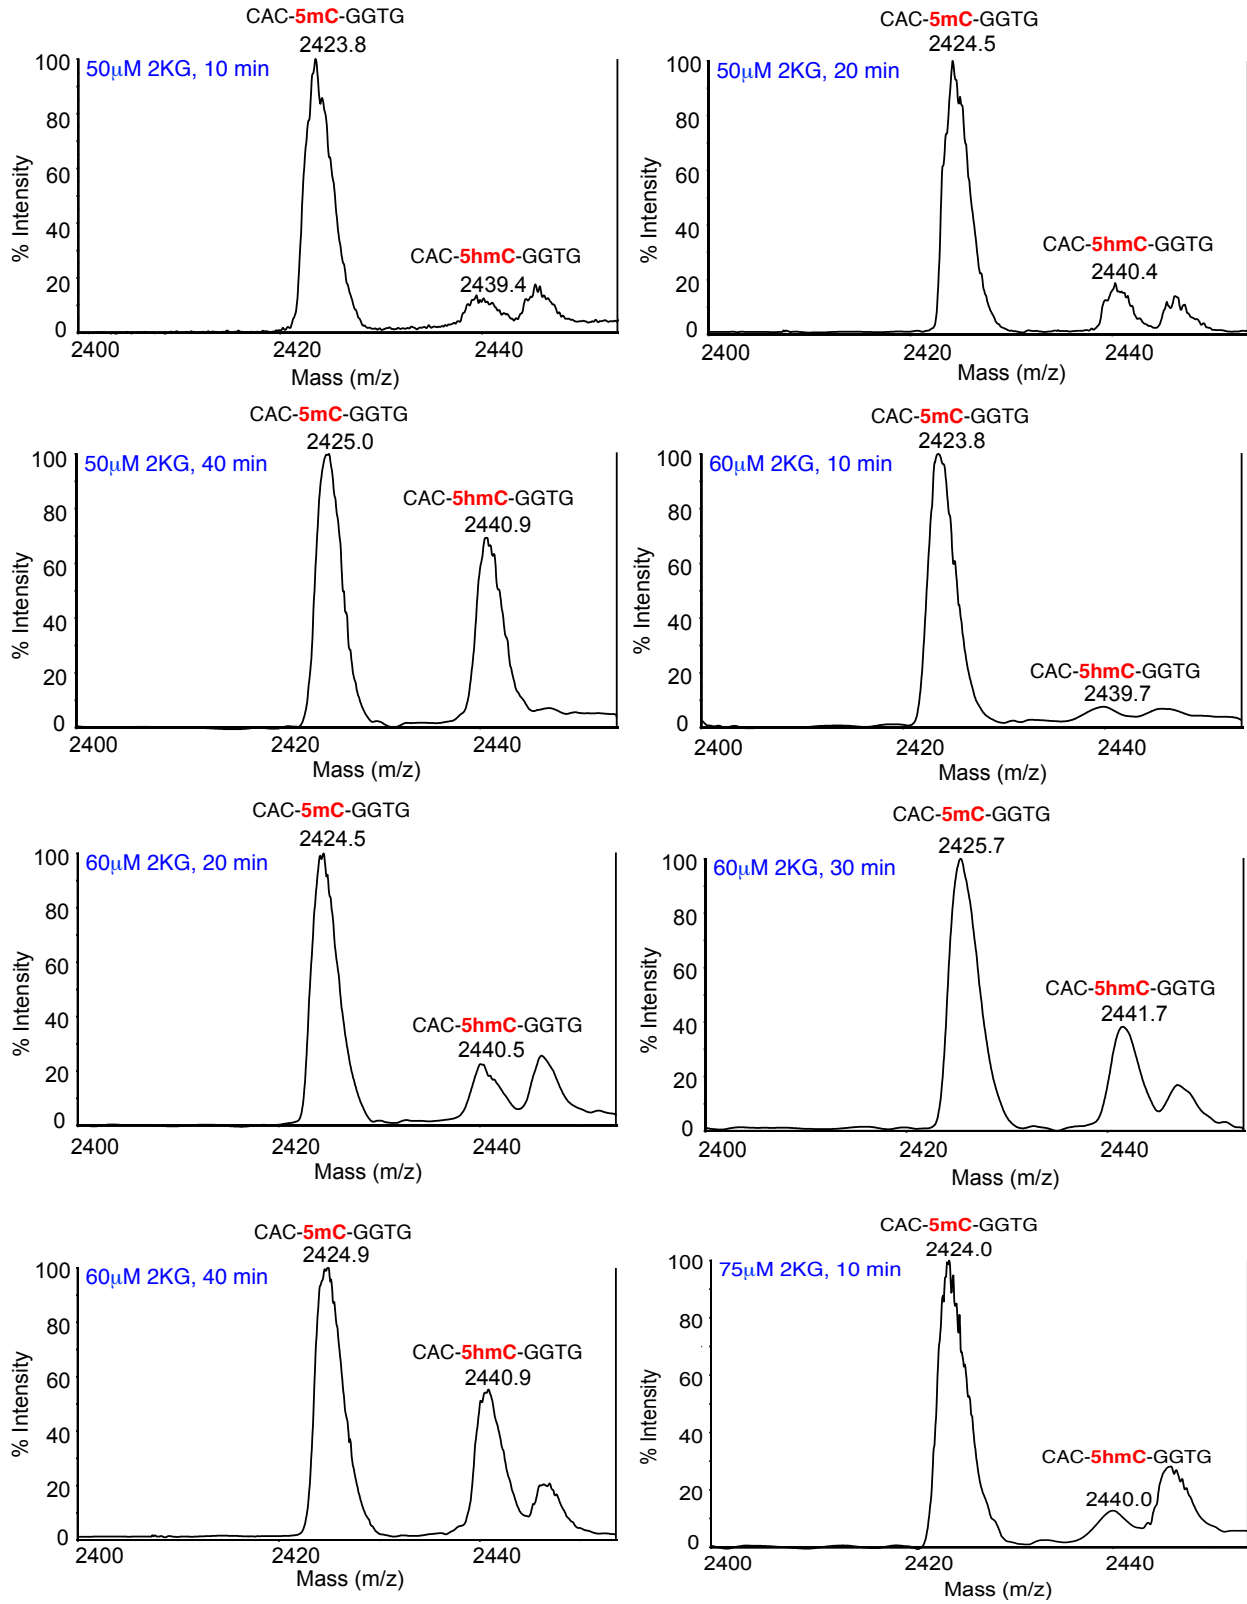 CAC-5mC-GGTG
2423.8
50μM 2KG, 10 min
CAC-5hmC-GGTG
2439.4
% Intensity
100
80
60
40
20
0
2400
2420
2440
Mass (m/z)
CAC-5mC-GGTG
2424.5
50μM 2KG, 20 min
CAC-5hmC-GGTG
2440.4
% Intensity
100
80
60
40
20
0
2400
2420
2440
Mass (m/z)
CAC-5mC-GGTG
2425.0
50μM 2KG, 40 min
CAC-5hmC-GGTG
2440.9
% Intensity
100
80
60
40
20
0
2400
2420
2440
Mass (m/z)
CAC-5mC-GGTG
2423.8
60μM 2KG, 10 min
CAC-5hmC-GGTG
2439.7
% Intensity
100
80
60
40
20
0
2400
2420
2440
Mass (m/z)
CAC-5mC-GGTG
2424.5
60μM 2KG, 20 min
CAC-5hmC-GGTG
2440.5
% Intensity
100
80
60
40
20
0
2400
2420
2440
Mass (m/z)
CAC-5mC-GGTG
2425.7
60μM 2KG, 30 min
CAC-5hmC-GGTG
2441.7
% Intensity
100
80
60
40
20
0
2400
2420
2440
Mass (m/z)
CAC-5mC-GGTG
2424.9
60μM 2KG, 40 min
CAC-5hmC-GGTG
2440.9
% Intensity
100
80
60
40
20
0
2400
2420
2440
Mass (m/z)
CAC-5mC-GGTG
2424.0
75μM 2KG, 10 min
CAC-5hmC-GGTG
2440.0
% Intensity
100
80
60
40
20
0
2400
2420
2440
Mass (m/z)